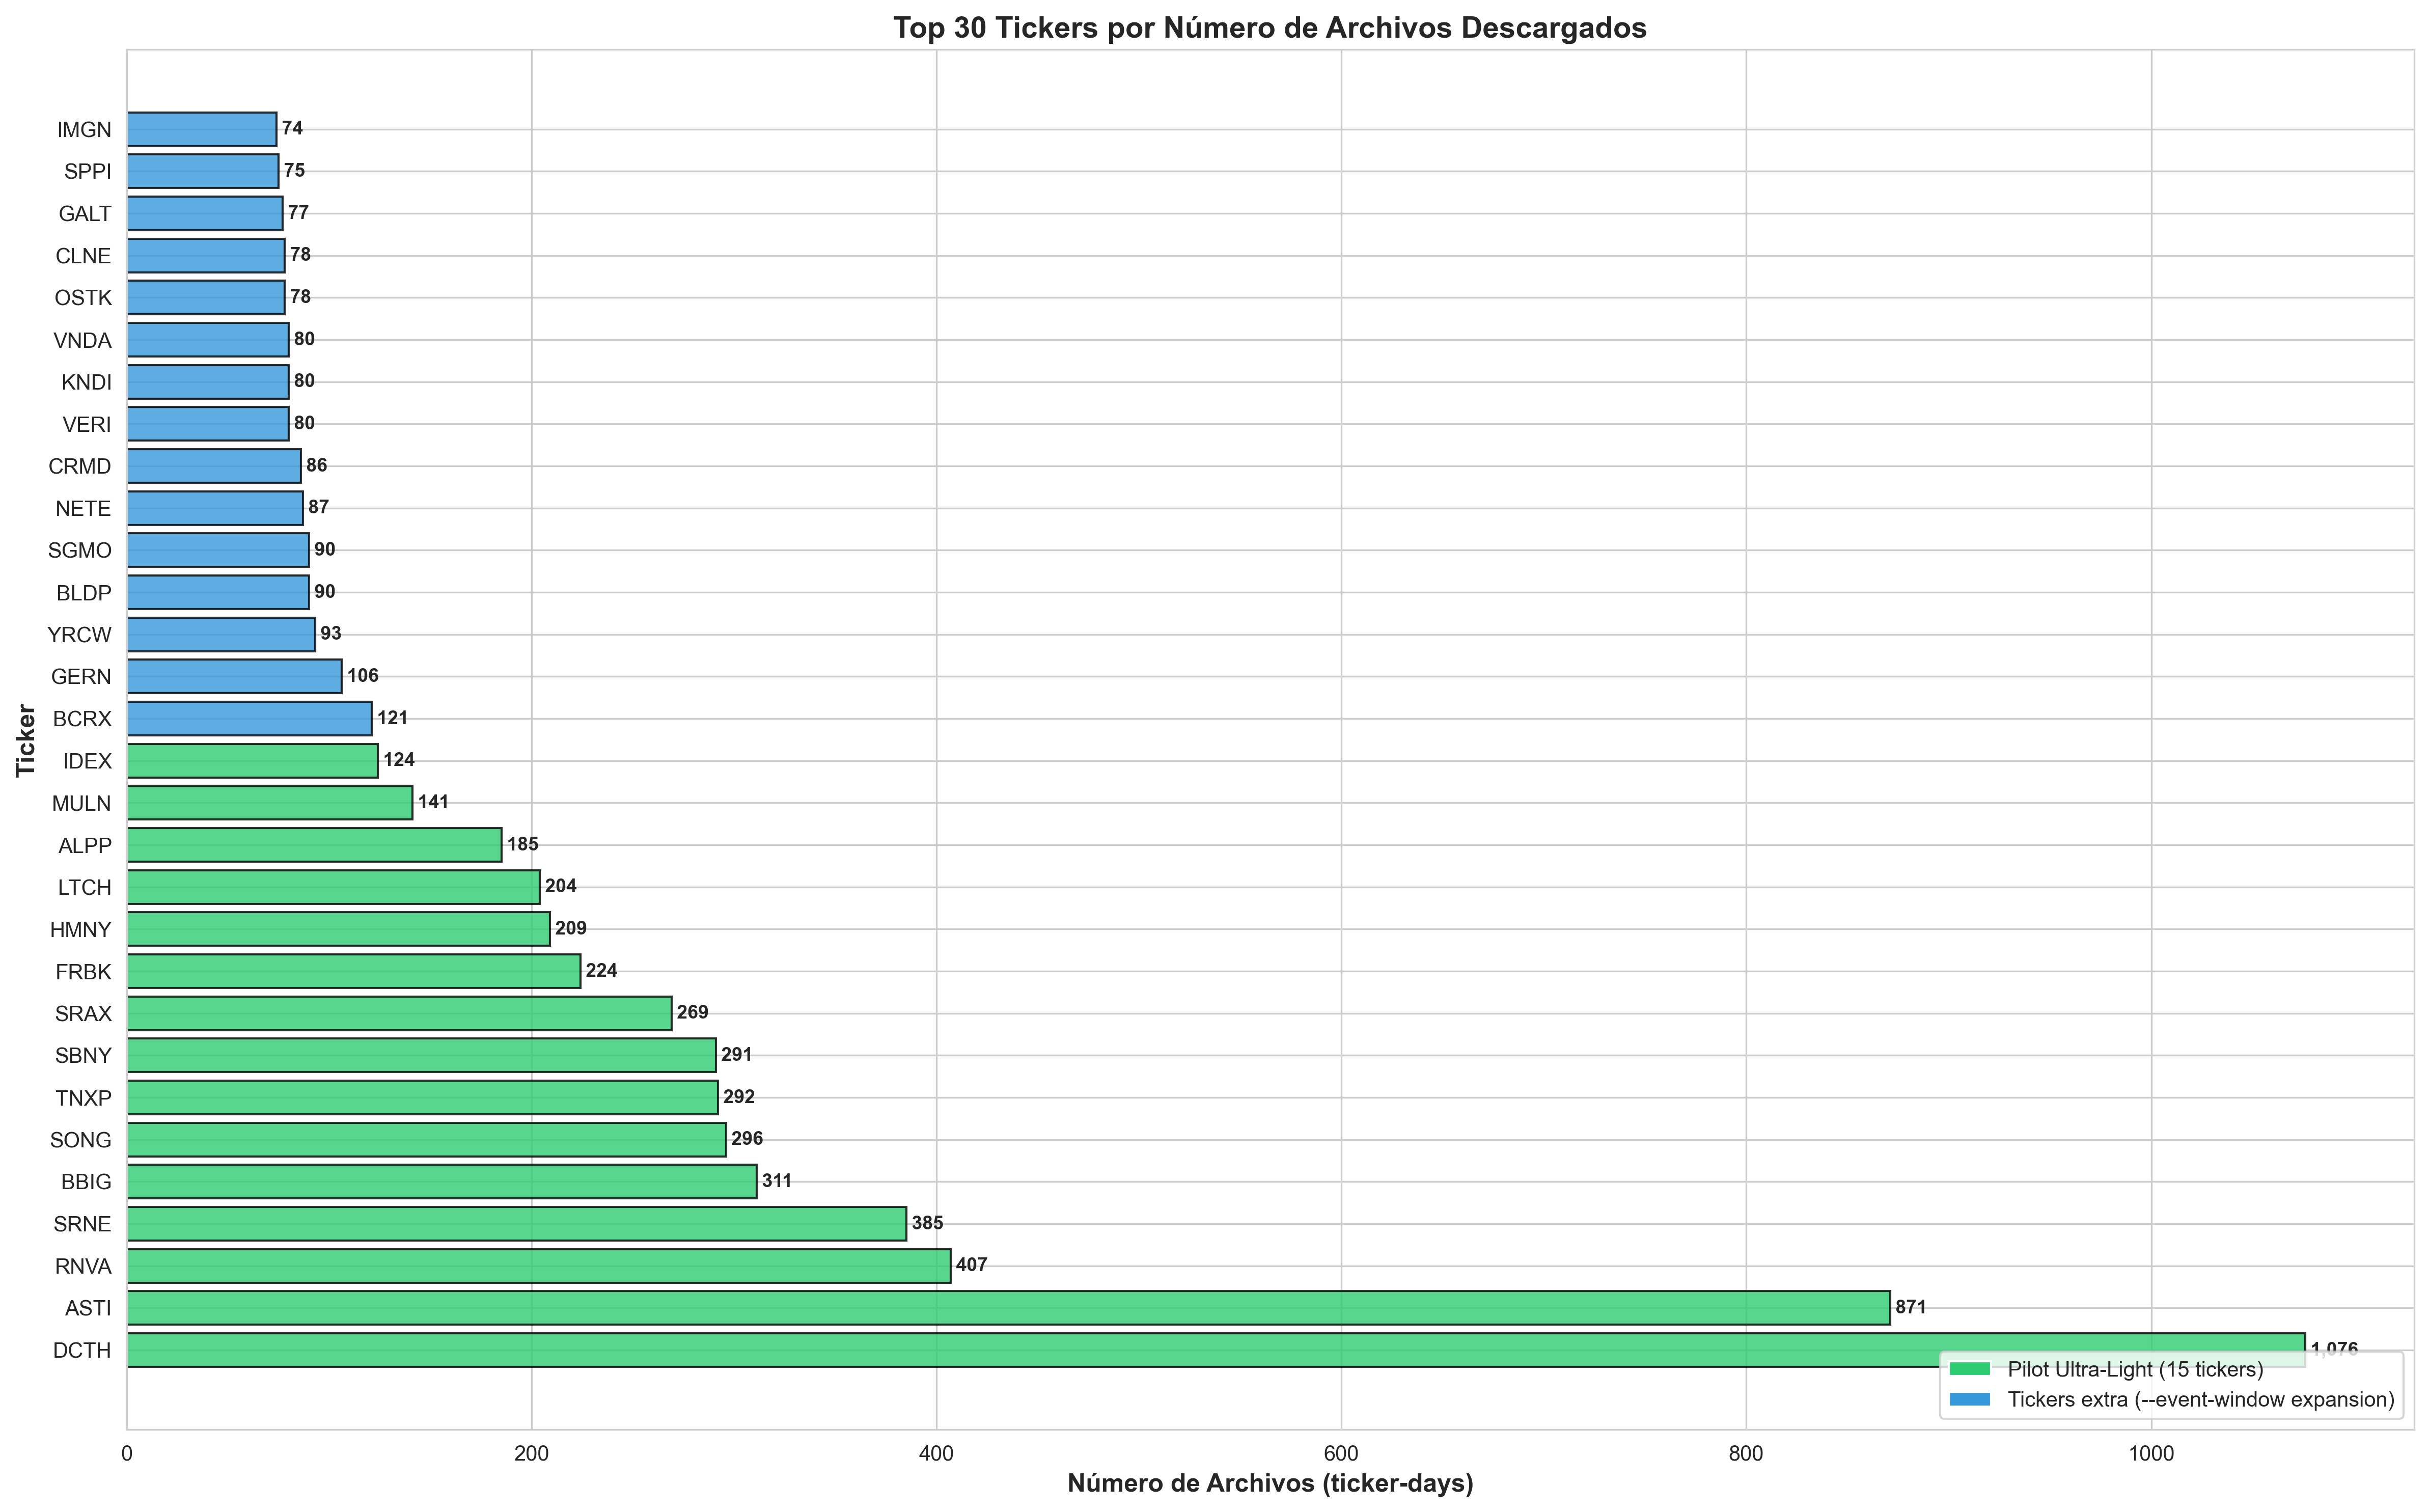 Top 30 Tickers por Número de Archivos Descargados
Ticker
IMGN 74
SPPI 75
GALT 77
CLNE 78
OSTK 78
VNDA 80
KNDI 80
VERI 80
CRMD 86
NETE 87
SGMO 90
BLDP 90
YRCW 93
GERN 106
BCRX 121
IDEX 124
MULN 141
ALPP 185
LTCH 204
HMNY 209
FRBK 224
SRAX 269
SBNY 291
TNXP 292
SONG 296
BBIG 311
SRNE 385
RNVA 407
ASTI 871
DCTH 1,076
Pilot Ultra-Light (15 tickers)
Tickers extra (--event-window expansion)
0 200 400 600 800 1000
Número de Archivos (ticker-days)